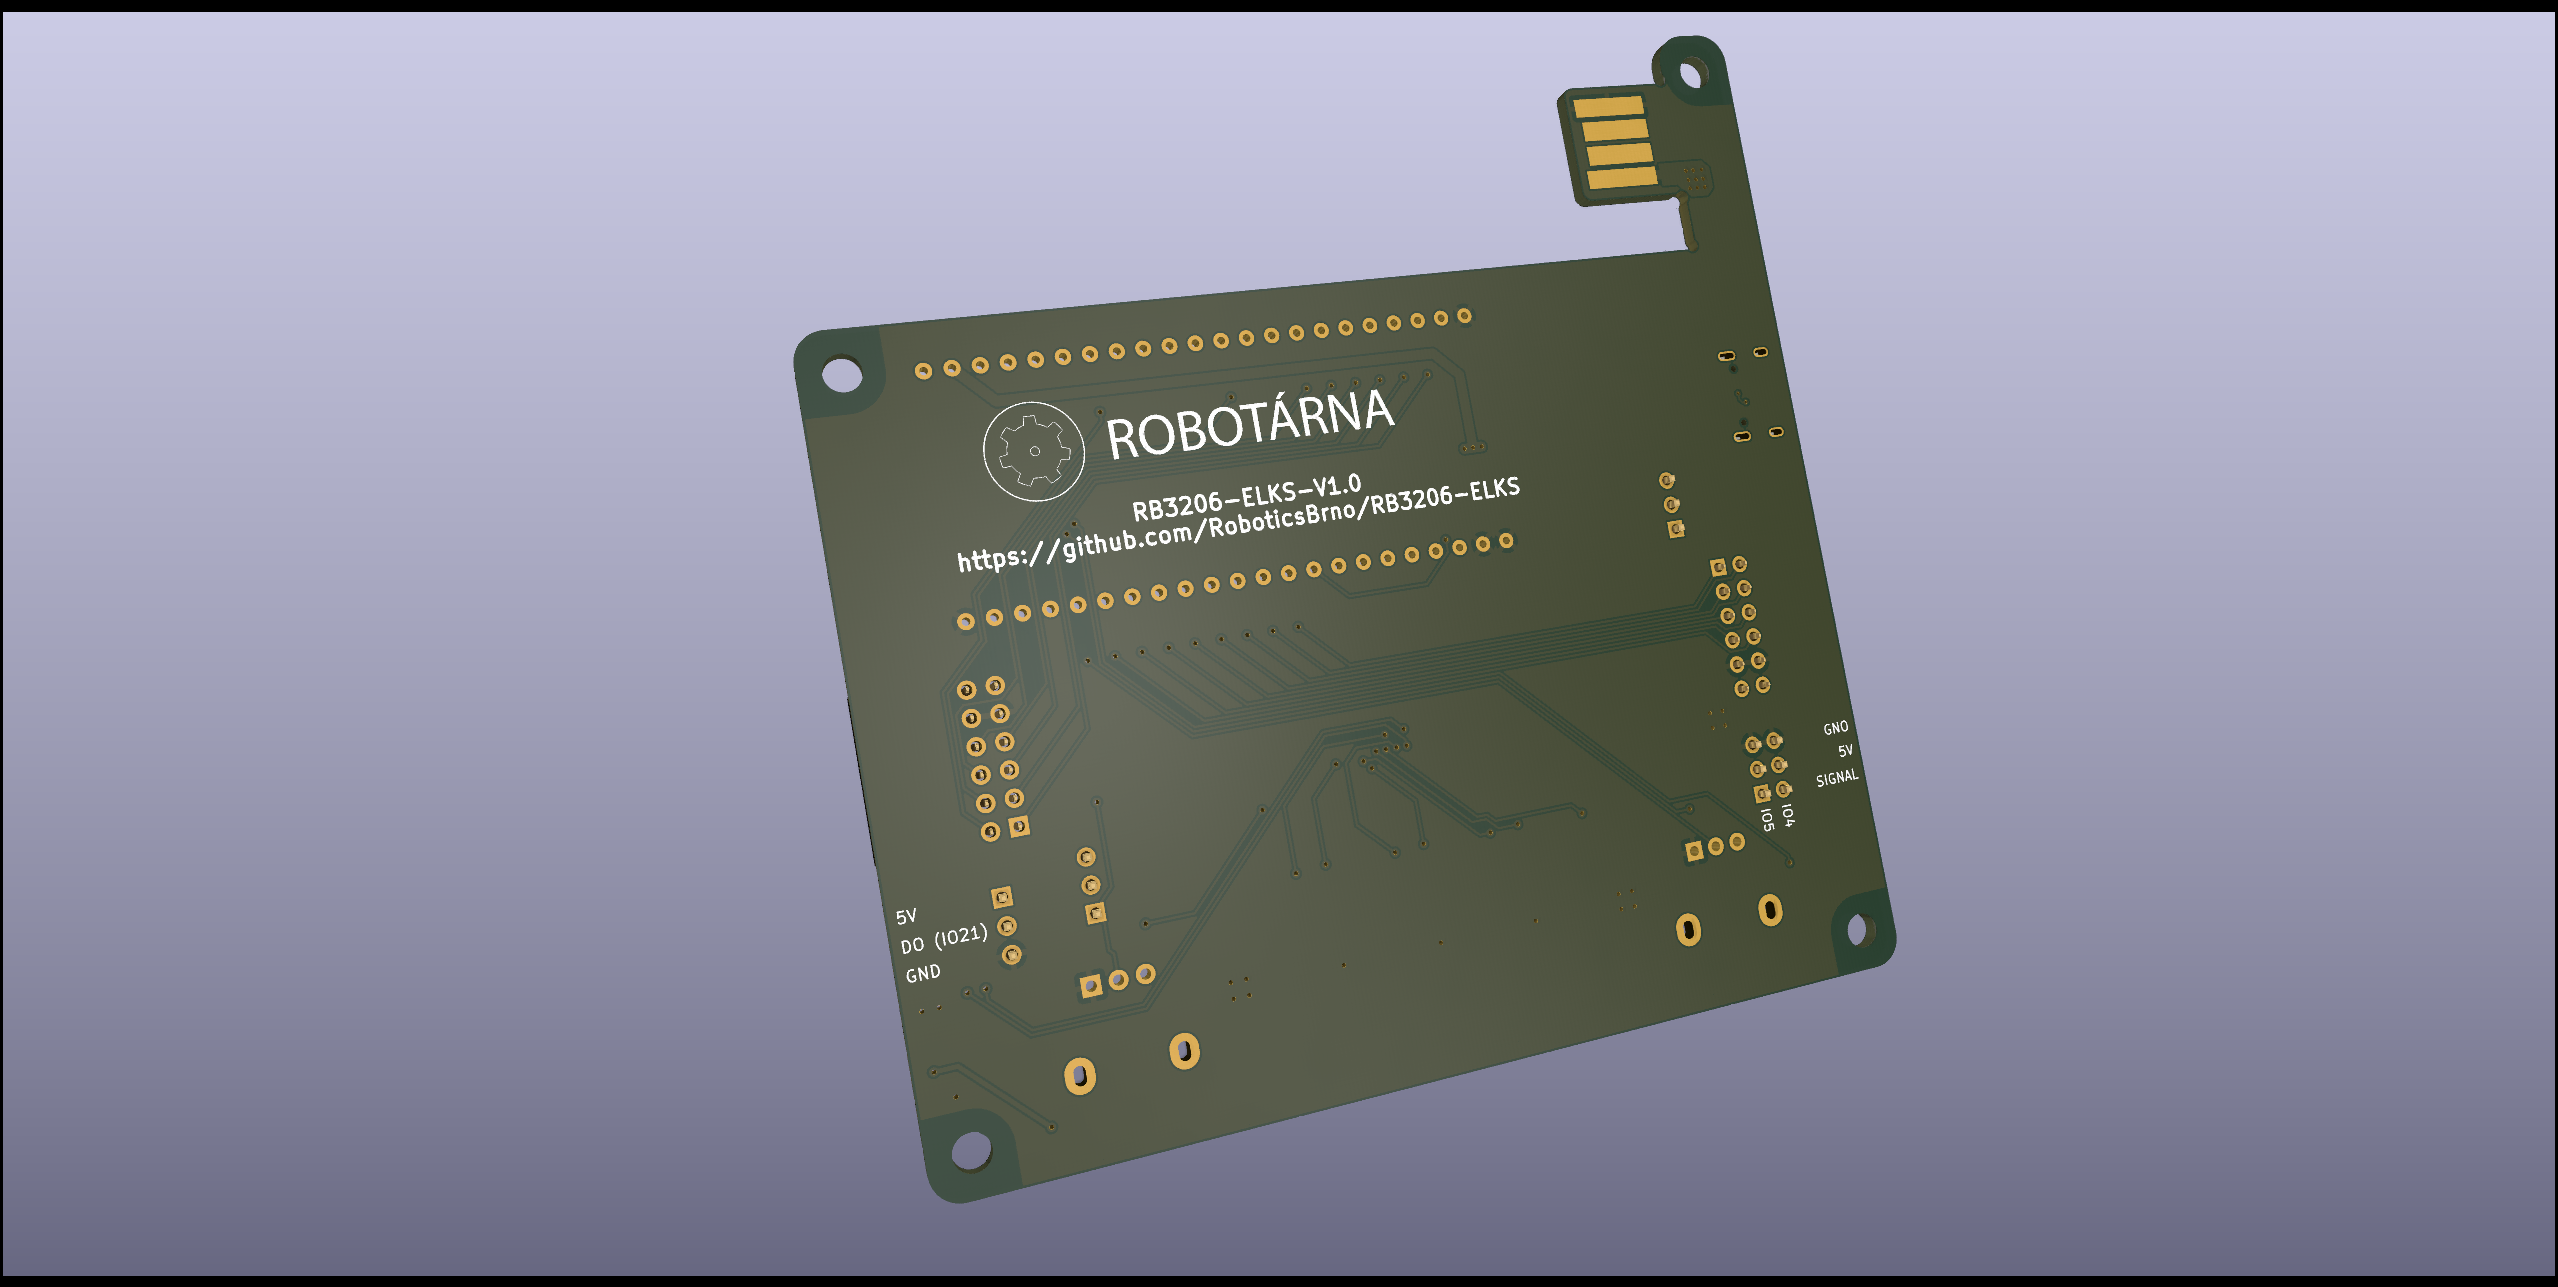 ROBOTÁRNA
RB3206-ELKS-V1.0
https://github.com/RoboticsBrno/RB3206-ELKS
GND
5V
SIGNAL
IO5
IO4
5V
DO (IO21)
GND